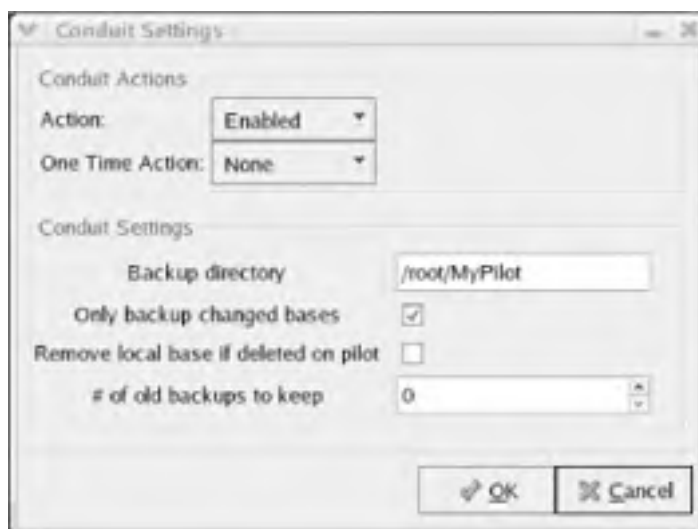 Conduit Settings
Conduit Actions
Action: Enabled
One Time Action: None
Conduit Settings
Backup directory /root/MyPilot
Only backup changed bases
Remove local base if deleted on pilot
# of old backups to keep 0
OK Cancel